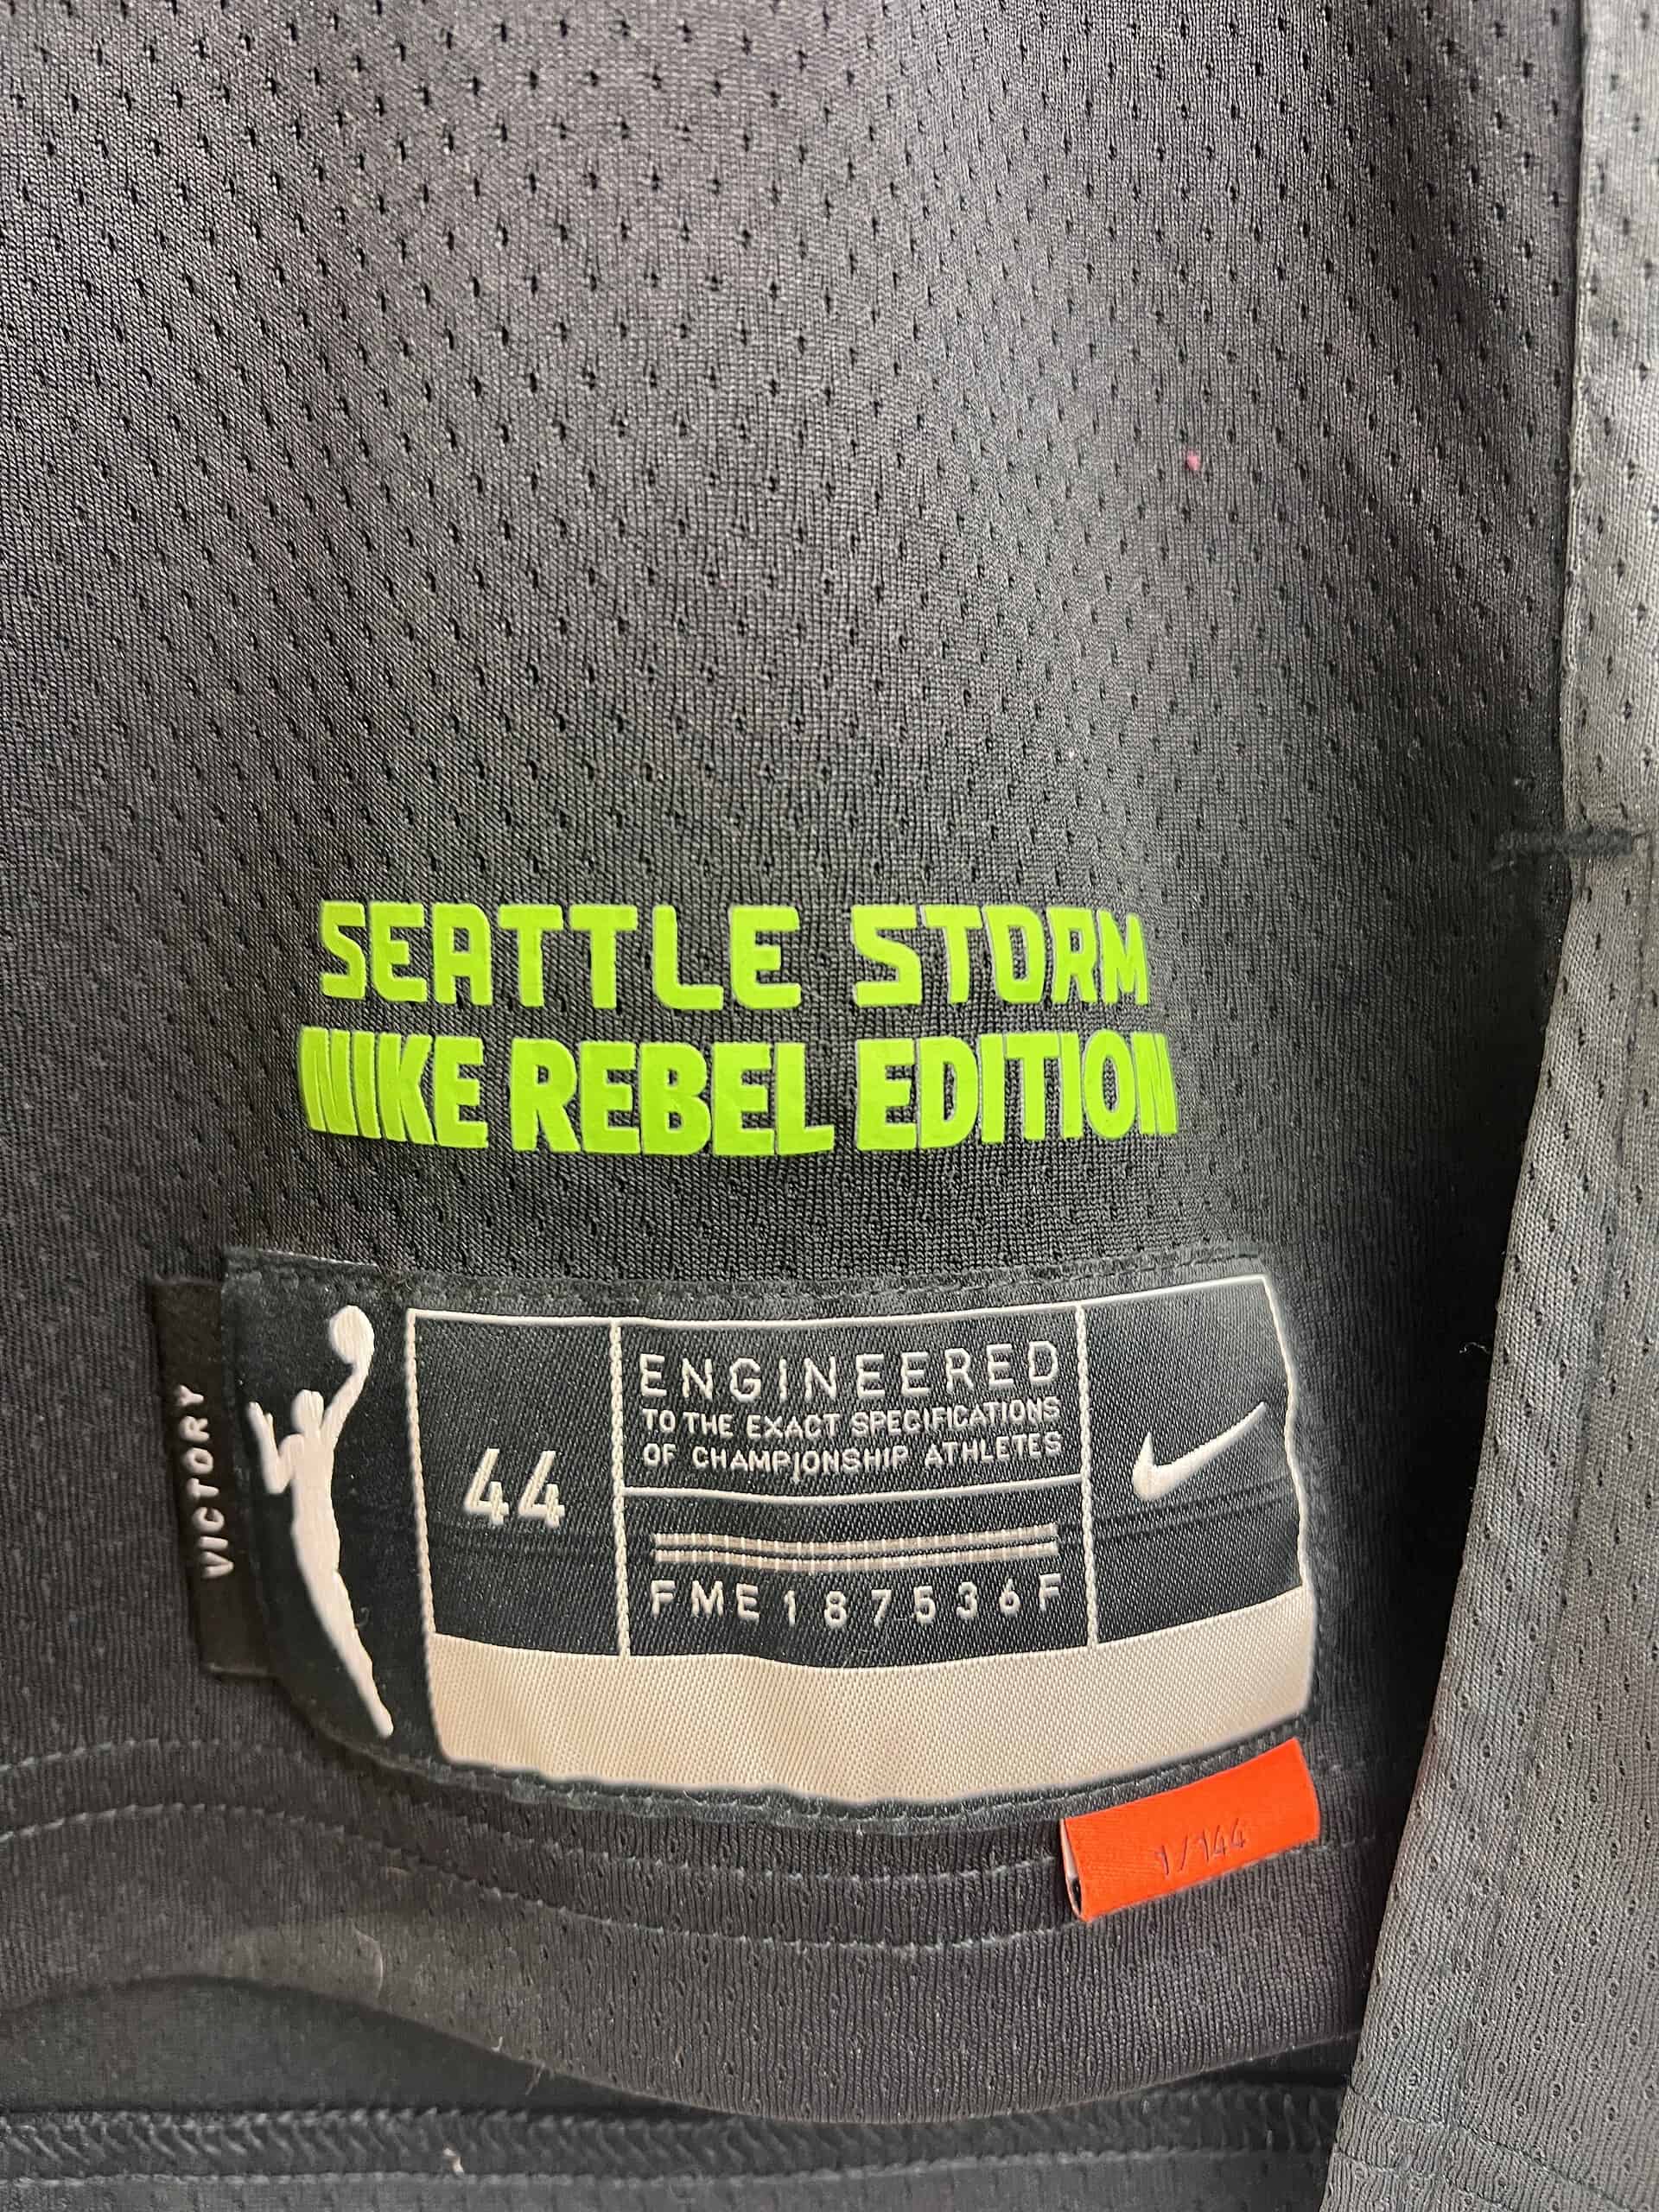 SEATTLE STORM
NIKE REBEL EDITION
VICTORY
44
ENGINEERED
TO THE EXACT SPECIFICATIONS
OF CHAMPIONSHIP ATHLETES
FME187536F
1/144